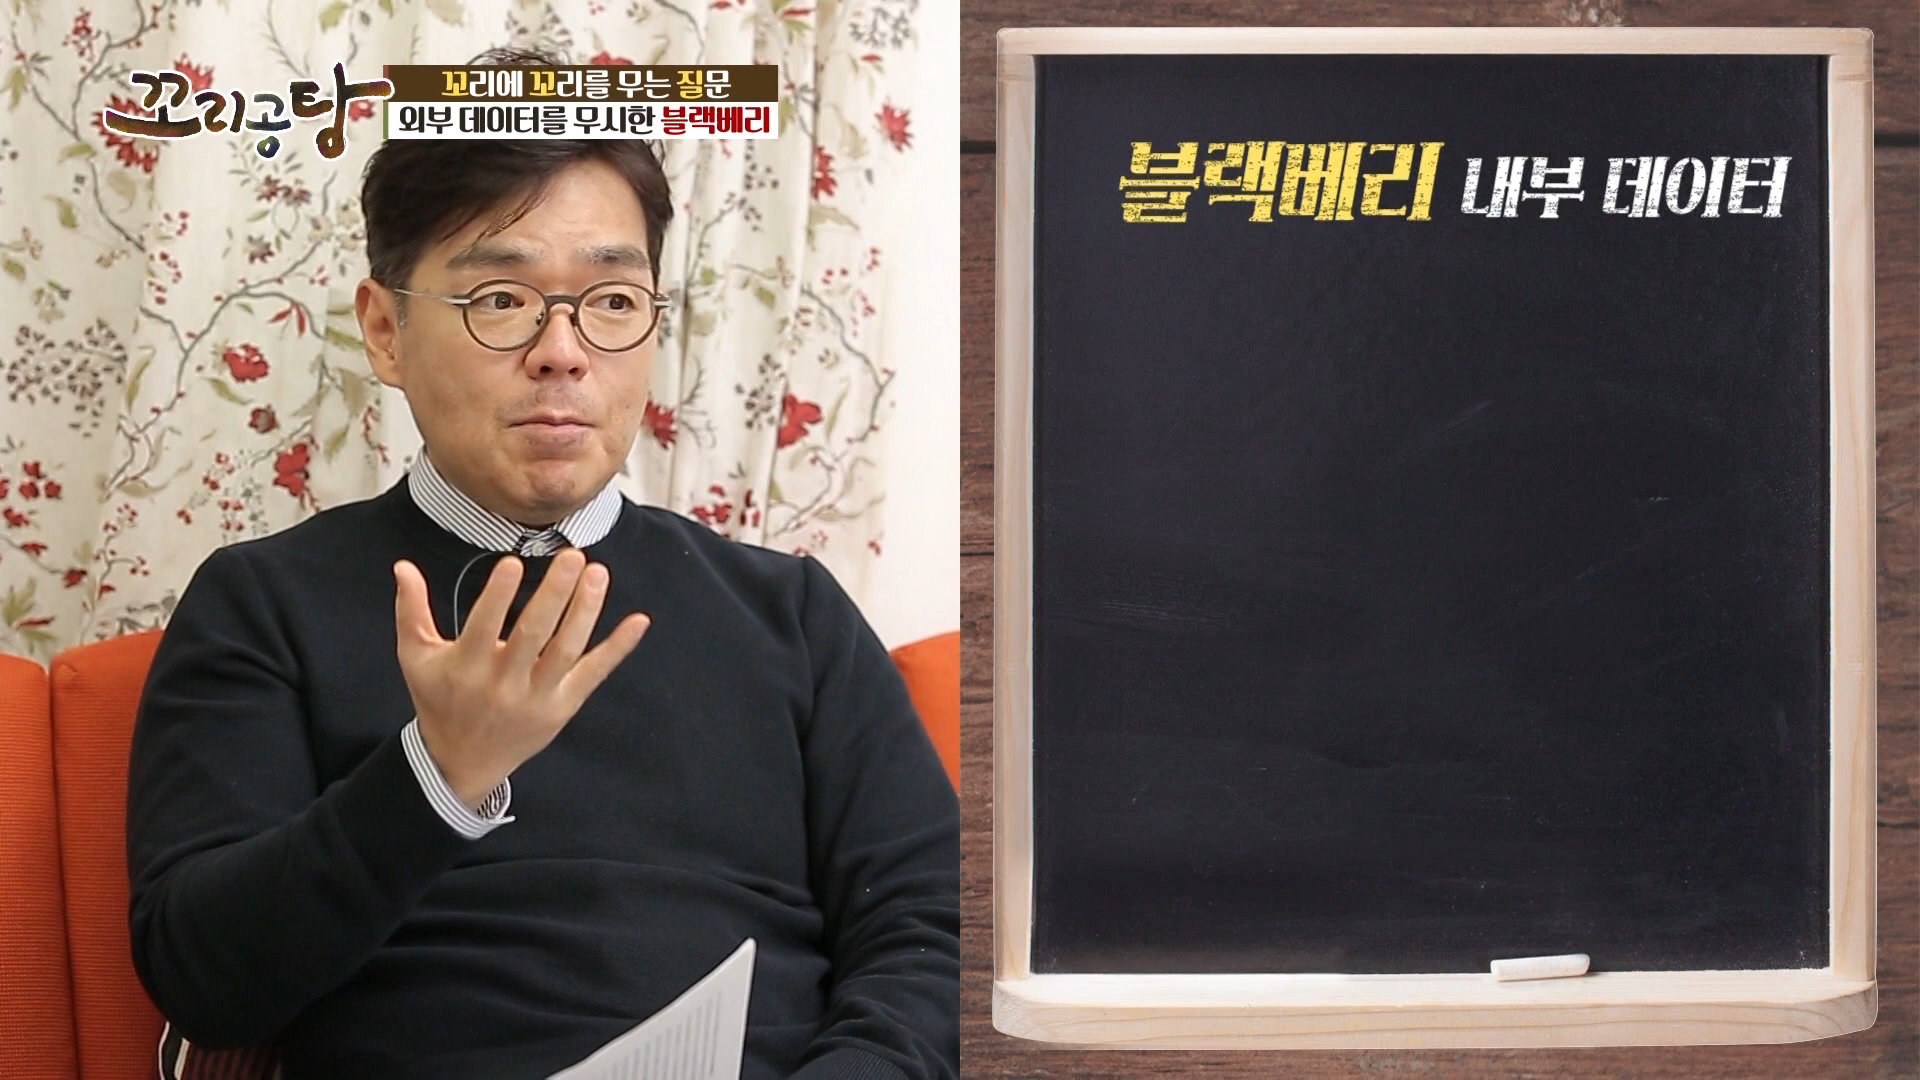 꼬리곰탕
꼬리에 꼬리를 무는 질문
외부 데이터를 무시한 블랙베리
블랙베리 내부 데이터